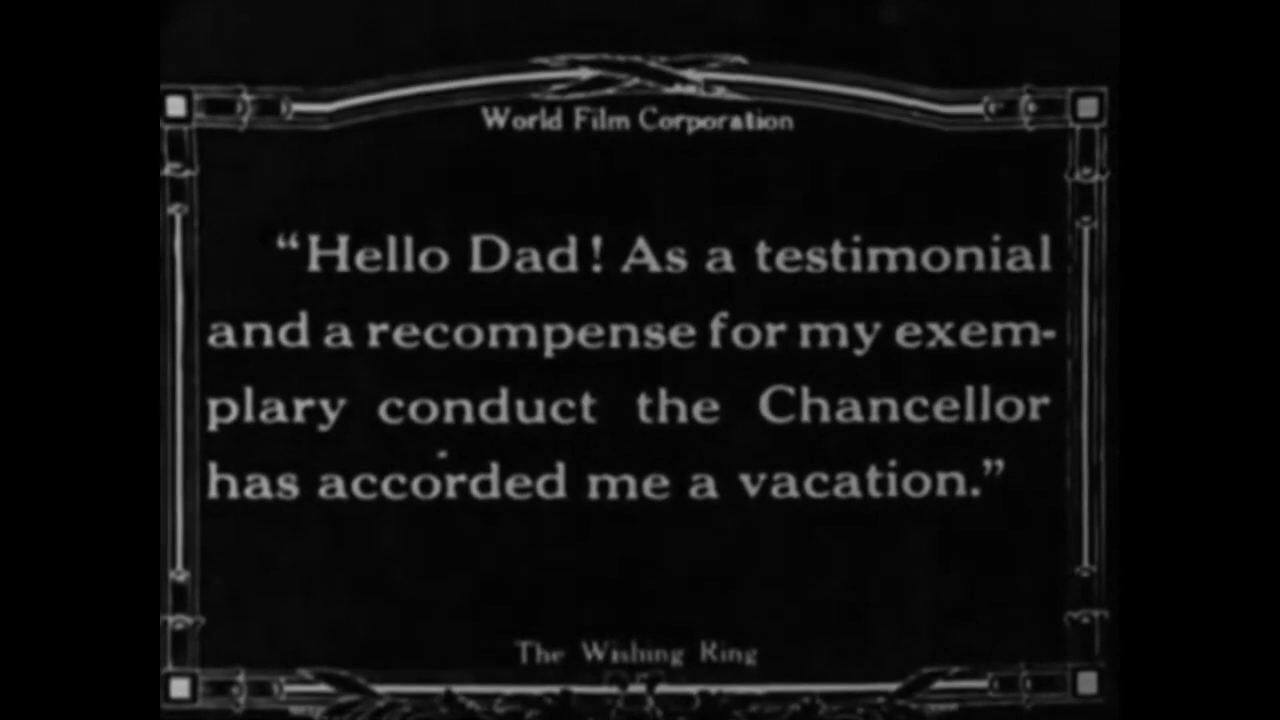 World Film Corporation
“Hello Dad! As a testimonial
and a recompense for my exem-
plary conduct the Chancellor
has accorded me a vacation.”
The Wishing Ring